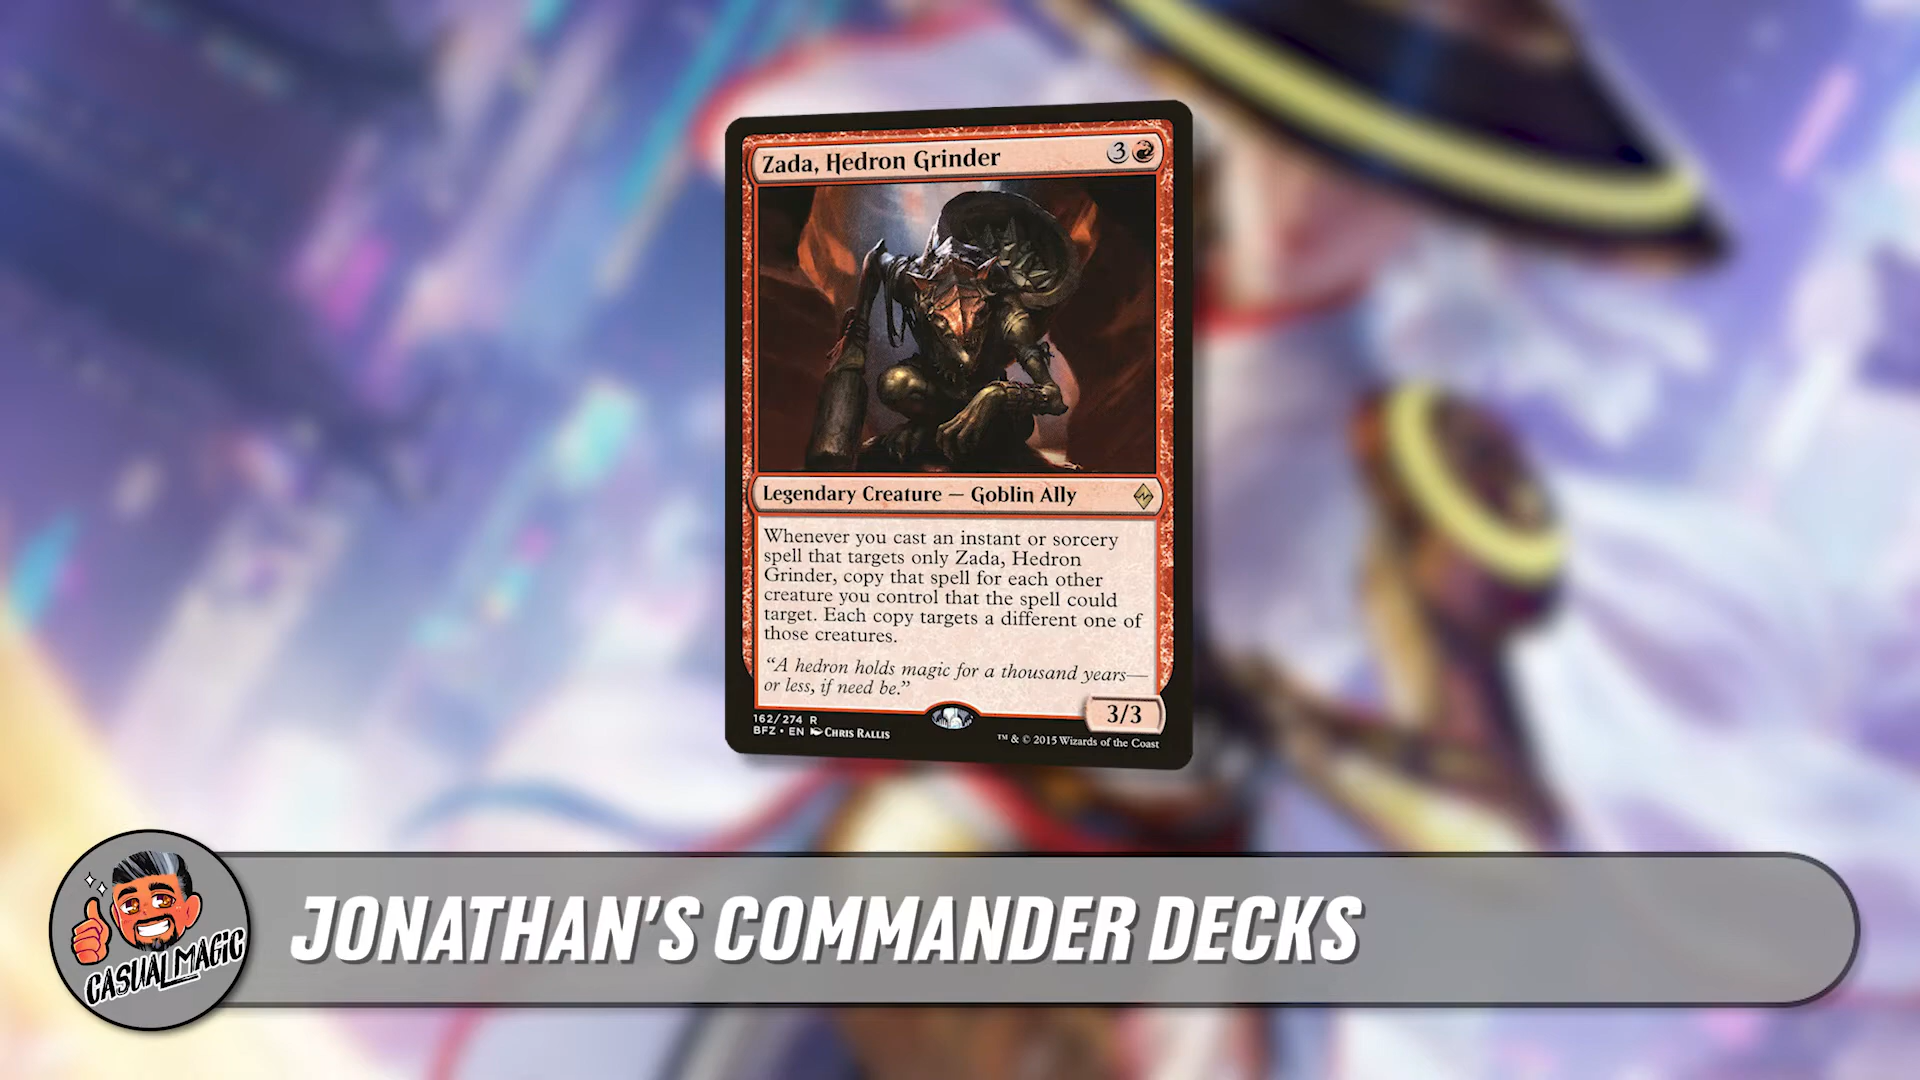 Zada, Hedron Grinder
3
Legendary Creature — Goblin Ally
Whenever you cast an instant or sorcery
spell that targets only Zada, Hedron
Grinder, copy that spell for each other
creature you control that the spell could
target. Each copy targets a different one of
those creatures.
“A hedron holds magic for a thousand years—
or less, if need be.”
3/3
162/274 R
BFZ • EN CHRIS RALLIS
™ & © 2015 Wizards of the Coast
JONATHAN'S COMMANDER DECKS
CASUAL MAGIC